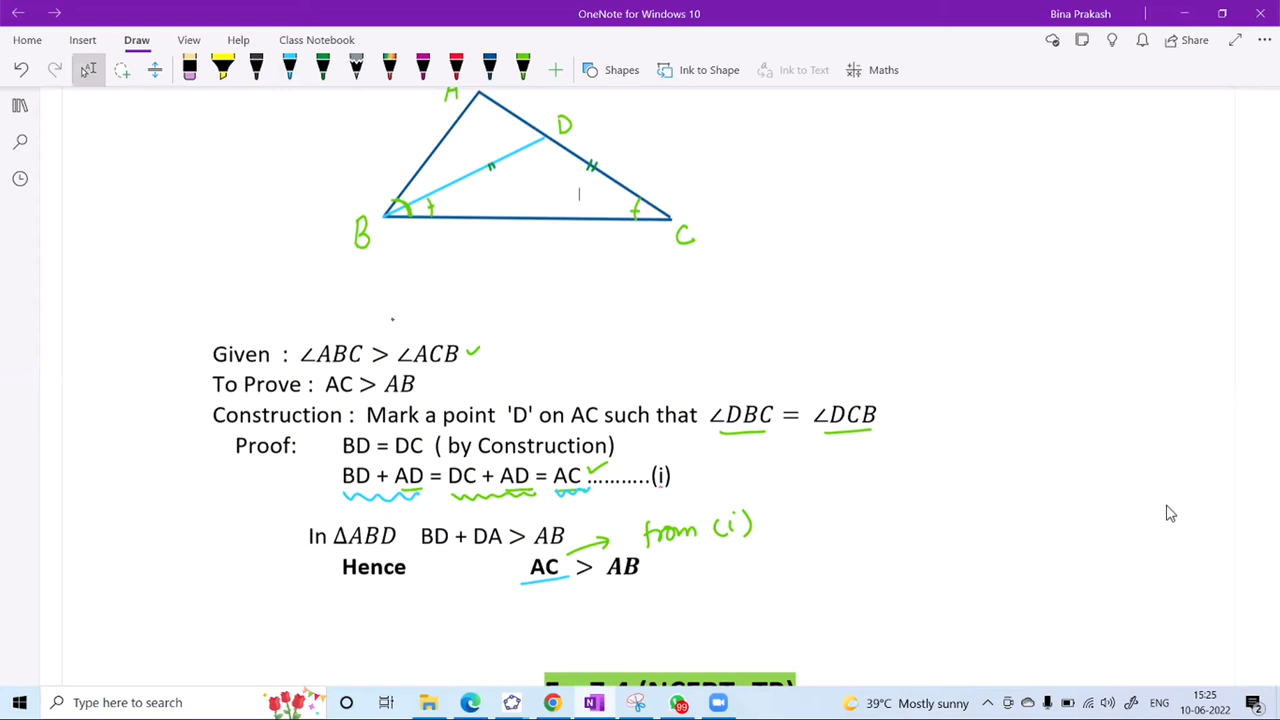 OneNote for Windows 10
Bina Prakash
Home Insert Draw View Help Class Notebook
Share
Shapes Ink to Shape Ink to Text Maths
A
D
B
C
Given : ∠ABC > ∠ACB ✓
To Prove : AC > AB
Construction : Mark a point 'D' on AC such that ∠DBC = ∠DCB
Proof: BD = DC ( by Construction)
BD + AD = DC + AD = AC ✓...........(i)
In ΔABD BD + DA > AB
from (i)
Hence AC > AB
Type here to search
99
39°C Mostly sunny
ENG
15:25
10-06-2022
2